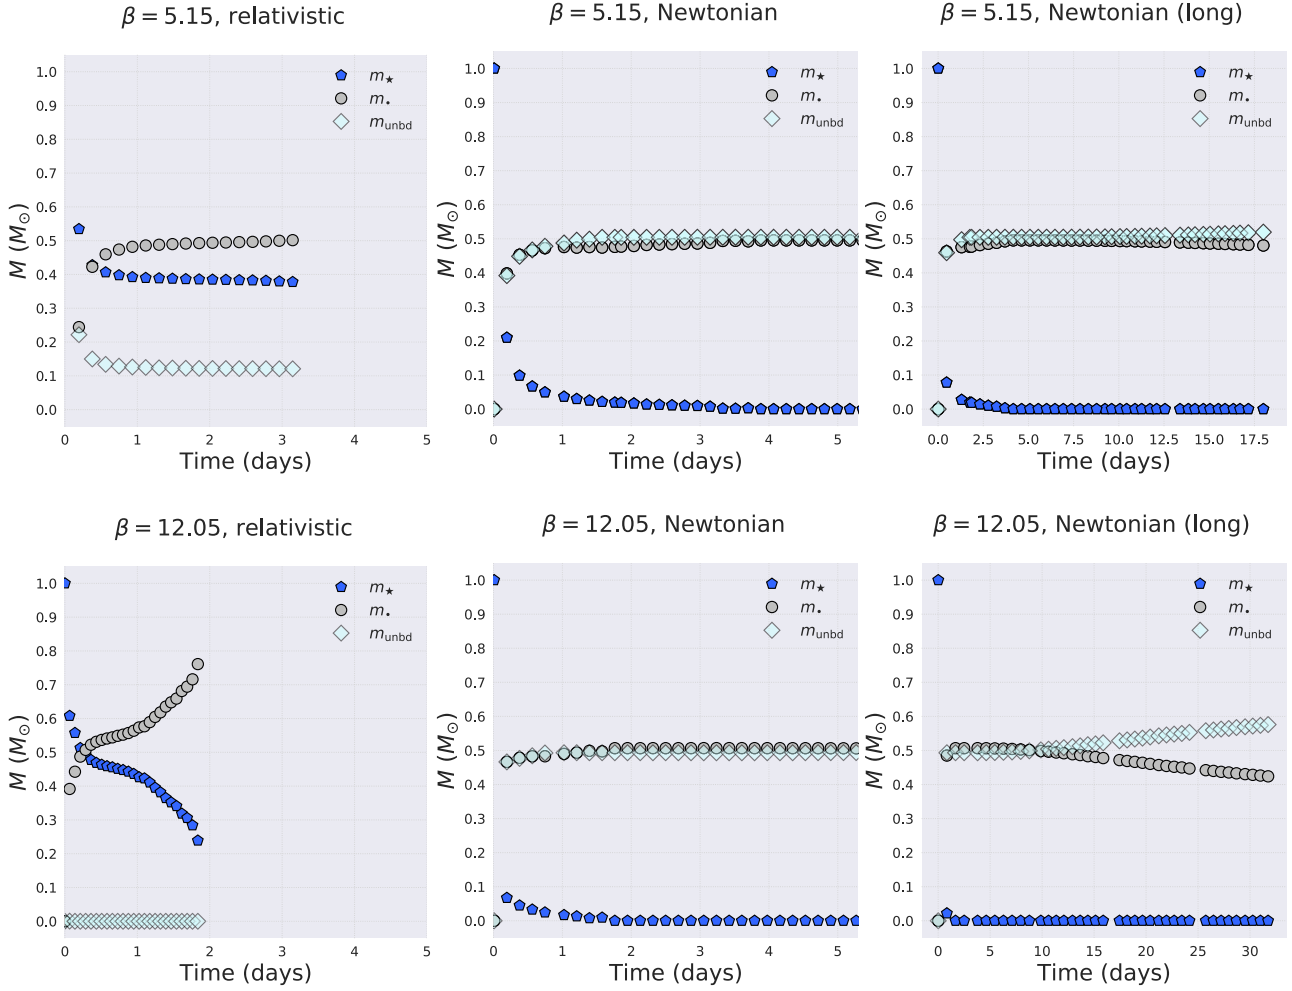 β = 5.15, relativistic
β = 5.15, Newtonian
β = 5.15, Newtonian (long)
1.0
0.9
0.8
0.7
0.6
0.5
0.4
0.3
0.2
0.1
0.0
M (M⊙)
m★
m•
munbd
0 1 2 3 4 5
Time (days)
1.0
0.9
0.8
0.7
0.6
0.5
0.4
0.3
0.2
0.1
0.0
M (M⊙)
m★
m•
munbd
0 1 2 3 4 5
Time (days)
1.0
0.9
0.8
0.7
0.6
0.5
0.4
0.3
0.2
0.1
0.0
M (M⊙)
m★
m•
munbd
0.0 2.5 5.0 7.5 10.0 12.5 15.0 17.5
Time (days)
β = 12.05, relativistic
β = 12.05, Newtonian
β = 12.05, Newtonian (long)
1.0
0.9
0.8
0.7
0.6
0.5
0.4
0.3
0.2
0.1
0.0
M (M⊙)
m★
m•
munbd
0 1 2 3 4 5
Time (days)
1.0
0.9
0.8
0.7
0.6
0.5
0.4
0.3
0.2
0.1
0.0
M (M⊙)
m★
m•
munbd
0 1 2 3 4 5
Time (days)
1.0
0.9
0.8
0.7
0.6
0.5
0.4
0.3
0.2
0.1
0.0
M (M⊙)
m★
m•
munbd
0 5 10 15 20 25 30
Time (days)